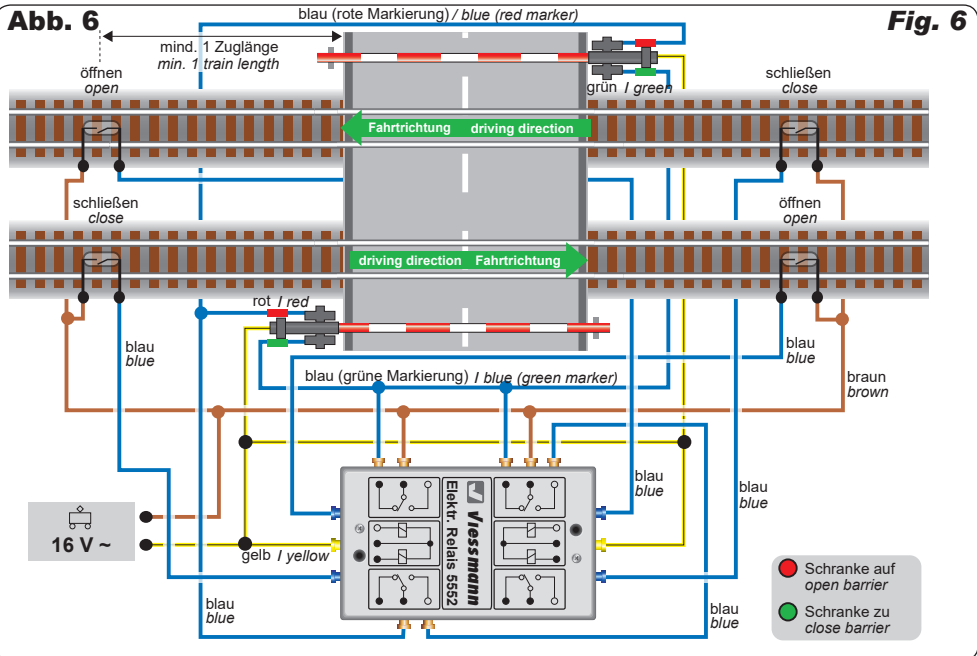 Abb. 6
Fig. 6
blau (rote Markierung) / blue (red marker)
mind. 1 Zuglänge
min. 1 train length
öffnen
open
grün / green
schließen
close
Fahrtrichtung driving direction
schließen
close
öffnen
open
driving direction Fahrtrichtung
rot / red
blau
blue
blau
blue
blau (grüne Markierung) / blue (green marker)
braun
brown
blau
blue
blau
blue
16 V ~
gelb / yellow
Elektr. Relais 5552
Viessmann
blau
blue
Schranke auf
open barrier
Schranke zu
close barrier